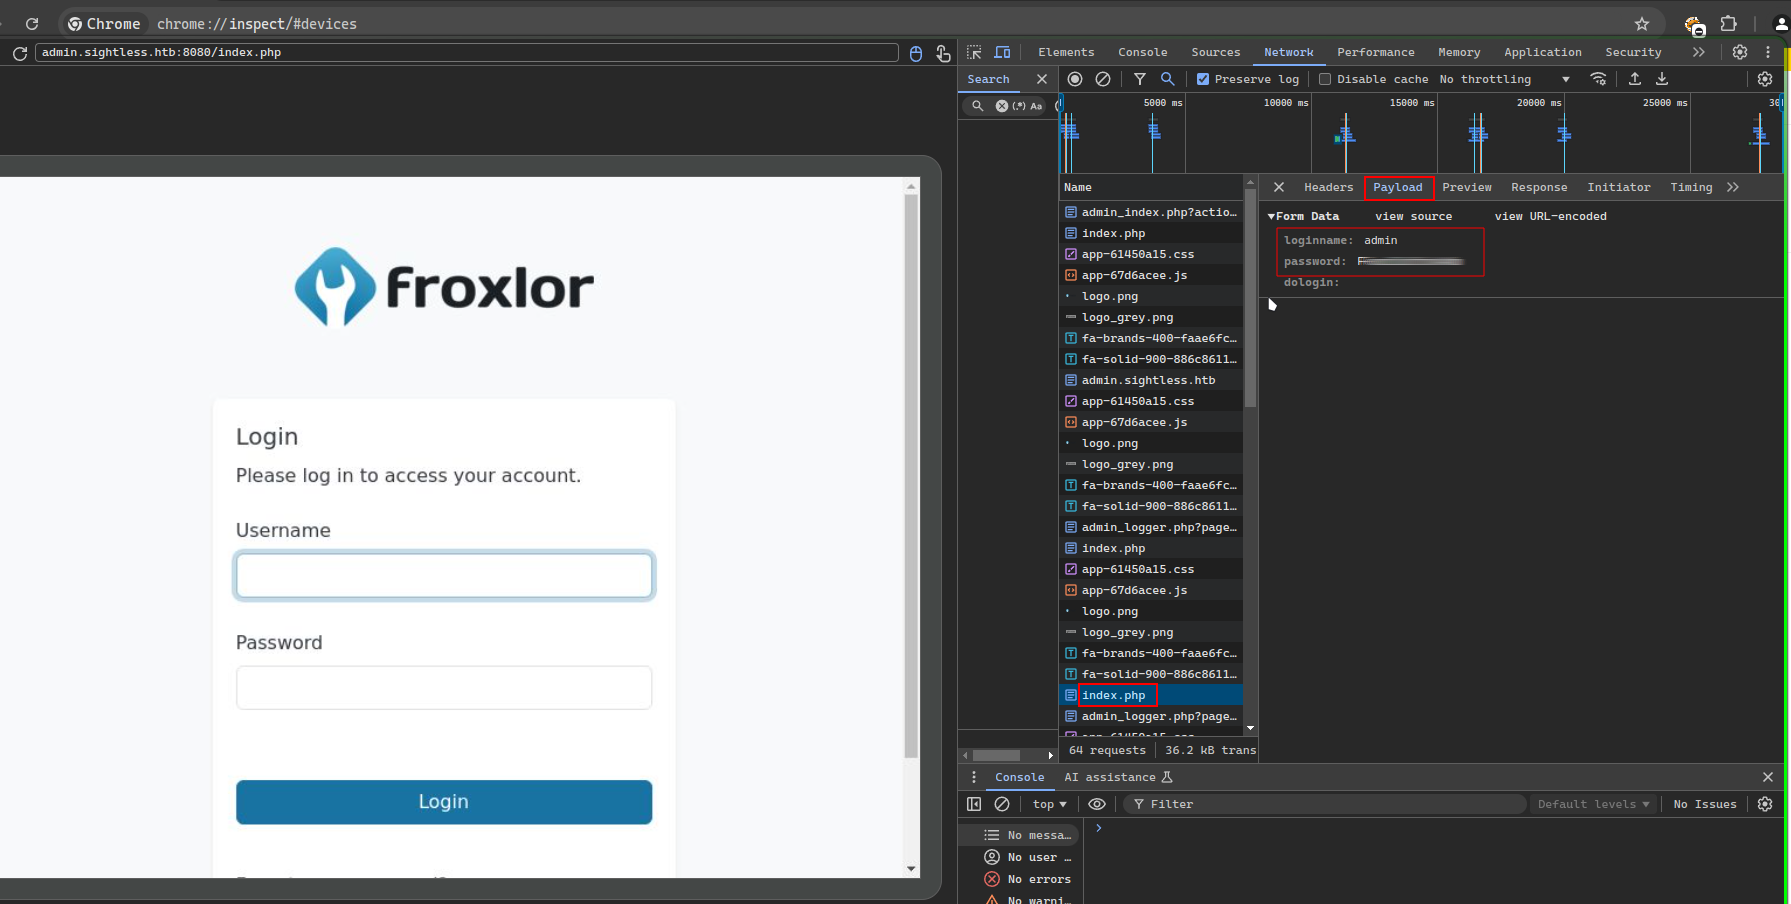 Chrome chrome://inspect/#devices
admin.sightless.htb:8080/index.php
froxlor
Login
Please log in to access your account.
Username
Password
Login
Elements Console Sources Network Performance Memory Application Security
Search
Preserve log Disable cache No throttling
(.*) Aa
5000 ms 10000 ms 15000 ms 20000 ms 25000 ms 30
Name
admin_index.php?actio…
index.php
app-61450a15.css
app-67d6acee.js
logo.png
logo_grey.png
fa-brands-400-faae6fc…
fa-solid-900-886c8611…
admin.sightless.htb
app-61450a15.css
app-67d6acee.js
logo.png
logo_grey.png
fa-brands-400-faae6fc…
fa-solid-900-886c8611…
admin_logger.php?page…
index.php
app-61450a15.css
app-67d6acee.js
logo.png
logo_grey.png
fa-brands-400-faae6fc…
fa-solid-900-886c8611…
index.php
admin_logger.php?page…
64 requests 36.2 kB trans
Headers Payload Preview Response Initiator Timing
Form Data view source view URL-encoded
loginname: admin
password:
dologin:
Console AI assistance
top Filter Default levels No Issues
No messa…
No user …
No errors
No warni…